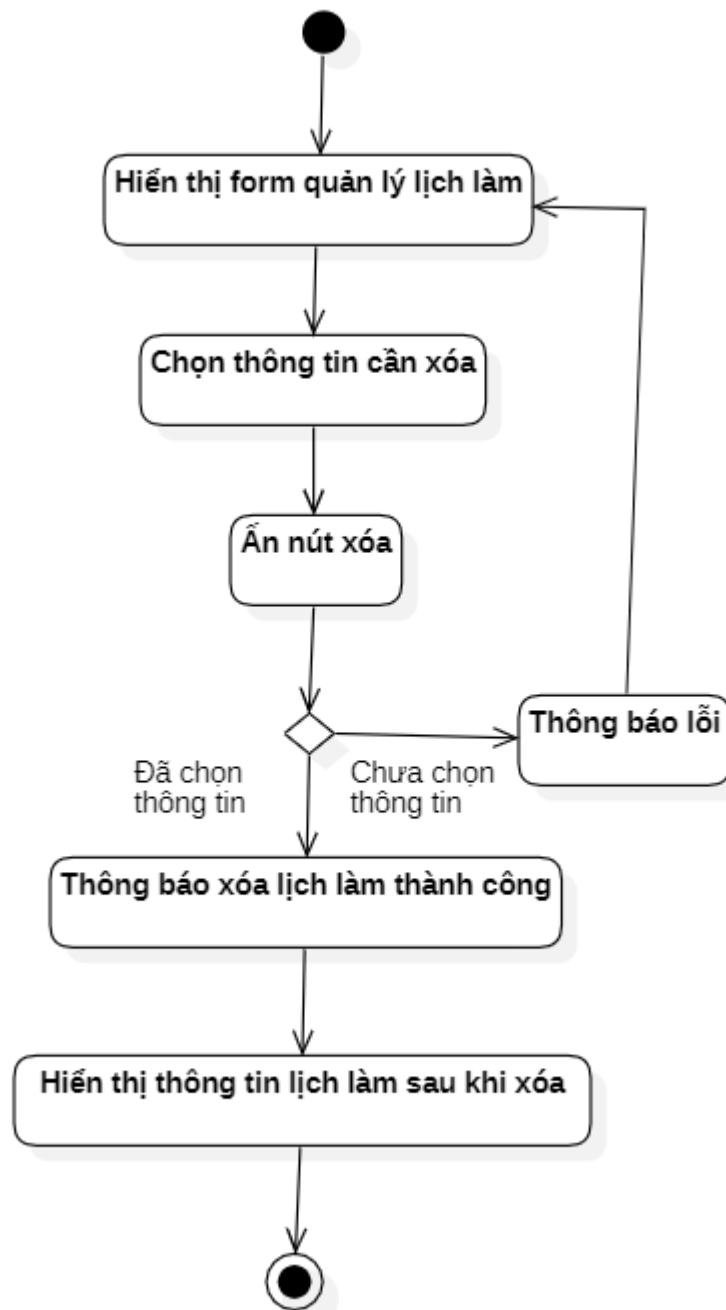 Hiển thị form quản lý lịch làm
Chọn thông tin cần xóa
Ấn nút xóa
Thông báo lỗi
Đã chọn
thông tin
Chưa chọn
thông tin
Thông báo xóa lịch làm thành công
Hiển thị thông tin lịch làm sau khi xóa